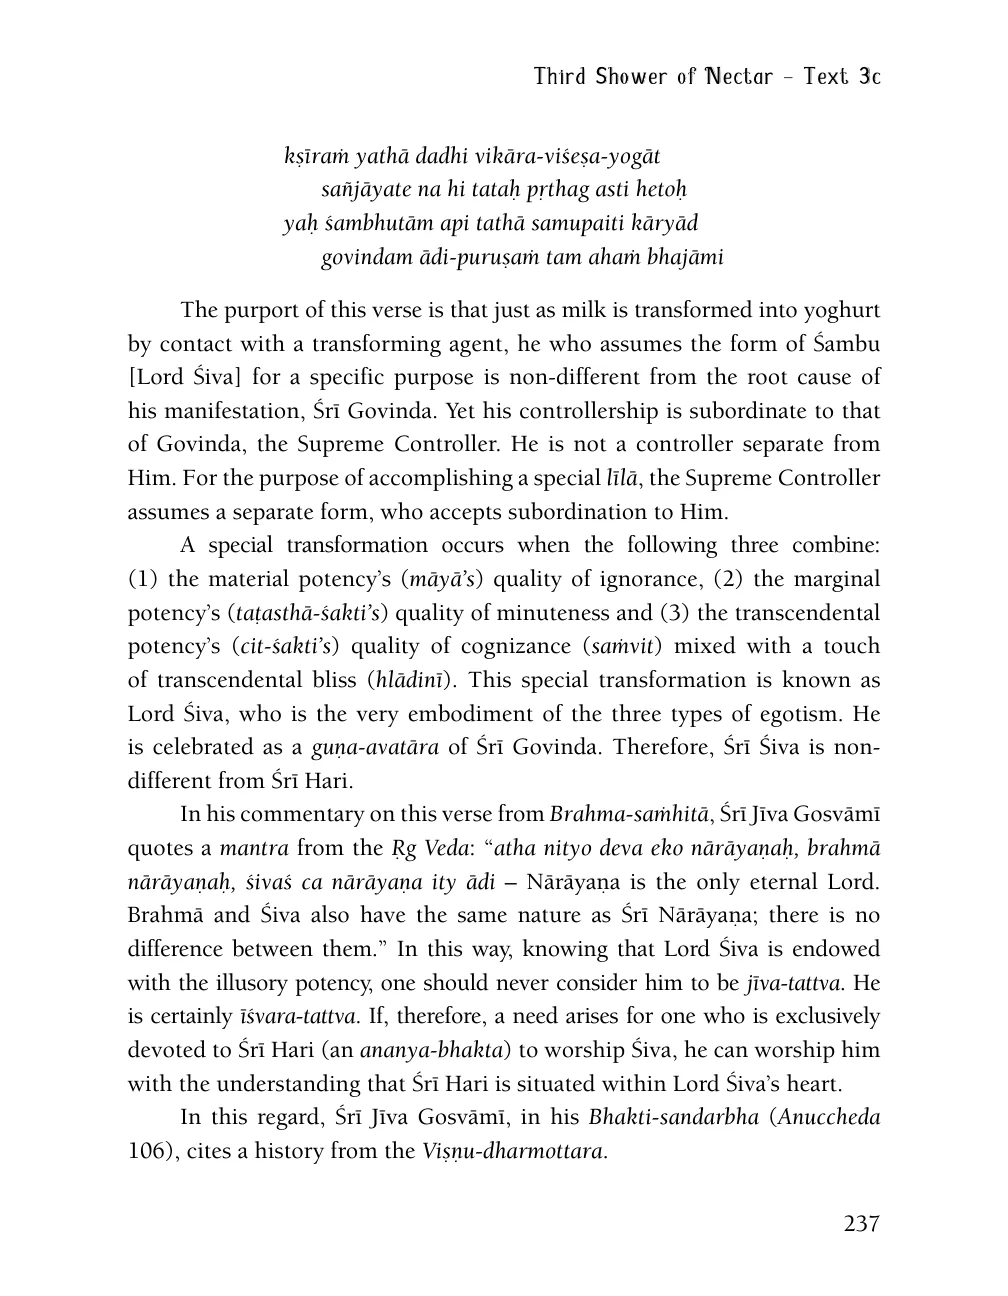 Third Shower of Nectar – Text 3c
kṣīraṁ yathā dadhi vikāra-viśeṣa-yogāt
sañjāyate na hi tataḥ pṛthag asti hetoḥ
yaḥ śambhutām api tathā samupaiti kāryād
govindam ādi-puruṣaṁ tam ahaṁ bhajāmi
The purport of this verse is that just as milk is transformed into yoghurt
by contact with a transforming agent, he who assumes the form of Śambu
[Lord Śiva] for a specific purpose is non-different from the root cause of
his manifestation, Śrī Govinda. Yet his controllership is subordinate to that
of Govinda, the Supreme Controller. He is not a controller separate from
Him. For the purpose of accomplishing a special līlā, the Supreme Controller
assumes a separate form, who accepts subordination to Him.
A special transformation occurs when the following three combine:
(1) the material potency’s (māyā’s) quality of ignorance, (2) the marginal
potency’s (taṭasthā-śakti’s) quality of minuteness and (3) the transcendental
potency’s (cit-śakti’s) quality of cognizance (saṁvit) mixed with a touch
of transcendental bliss (hlādinī). This special transformation is known as
Lord Śiva, who is the very embodiment of the three types of egotism. He
is celebrated as a guṇa-avatāra of Śrī Govinda. Therefore, Śrī Śiva is non-
different from Śrī Hari.
In his commentary on this verse from Brahma-saṁhitā, Śrī Jīva Gosvāmī
quotes a mantra from the Ṛg Veda: “atha nityo deva eko nārāyaṇaḥ, brahmā
nārāyaṇaḥ, śivaś ca nārāyaṇa ity ādi – Nārāyaṇa is the only eternal Lord.
Brahmā and Śiva also have the same nature as Śrī Nārāyaṇa; there is no
difference between them.” In this way, knowing that Lord Śiva is endowed
with the illusory potency, one should never consider him to be jīva-tattva. He
is certainly īśvara-tattva. If, therefore, a need arises for one who is exclusively
devoted to Śrī Hari (an ananya-bhakta) to worship Śiva, he can worship him
with the understanding that Śrī Hari is situated within Lord Śiva’s heart.
In this regard, Śrī Jīva Gosvāmī, in his Bhakti-sandarbha (Anuccheda
106), cites a history from the Viṣṇu-dharmottara.
237